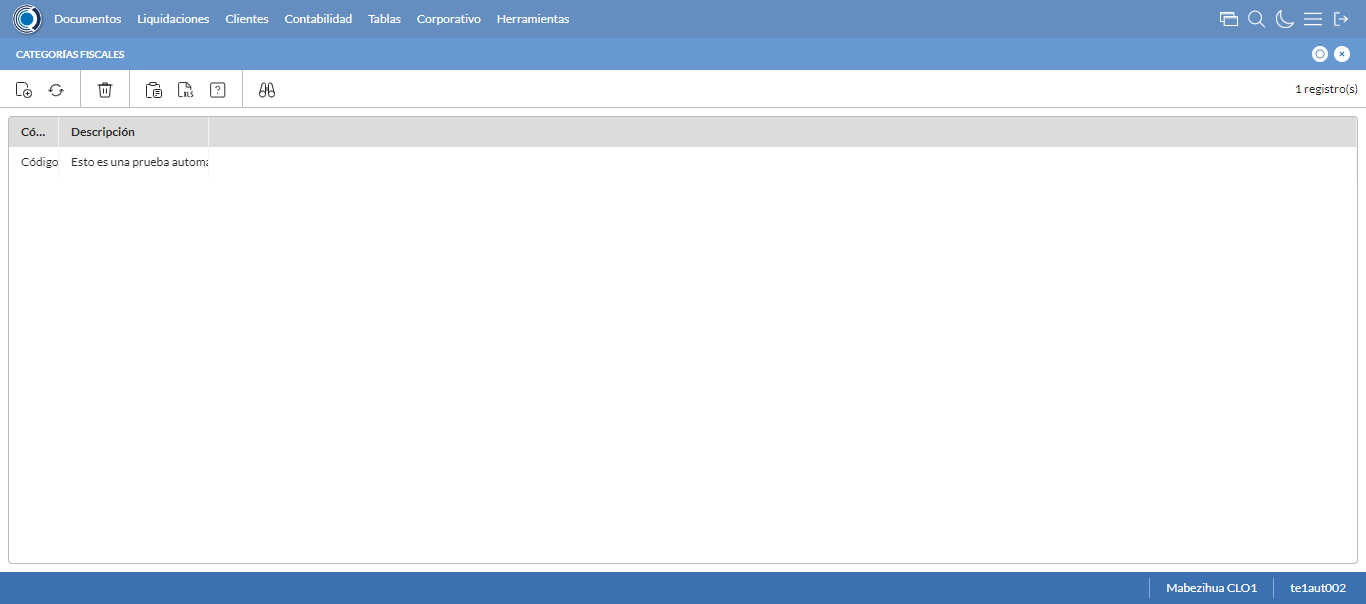 Documentos Liquidaciones Clientes Contabilidad Tablas Corporativo Herramientas
CATEGORÍAS FISCALES
XLS ? 1 registro(s)
Có... Descripción
Código Esto es una prueba automa
Mabezihua CLO1 te1aut002